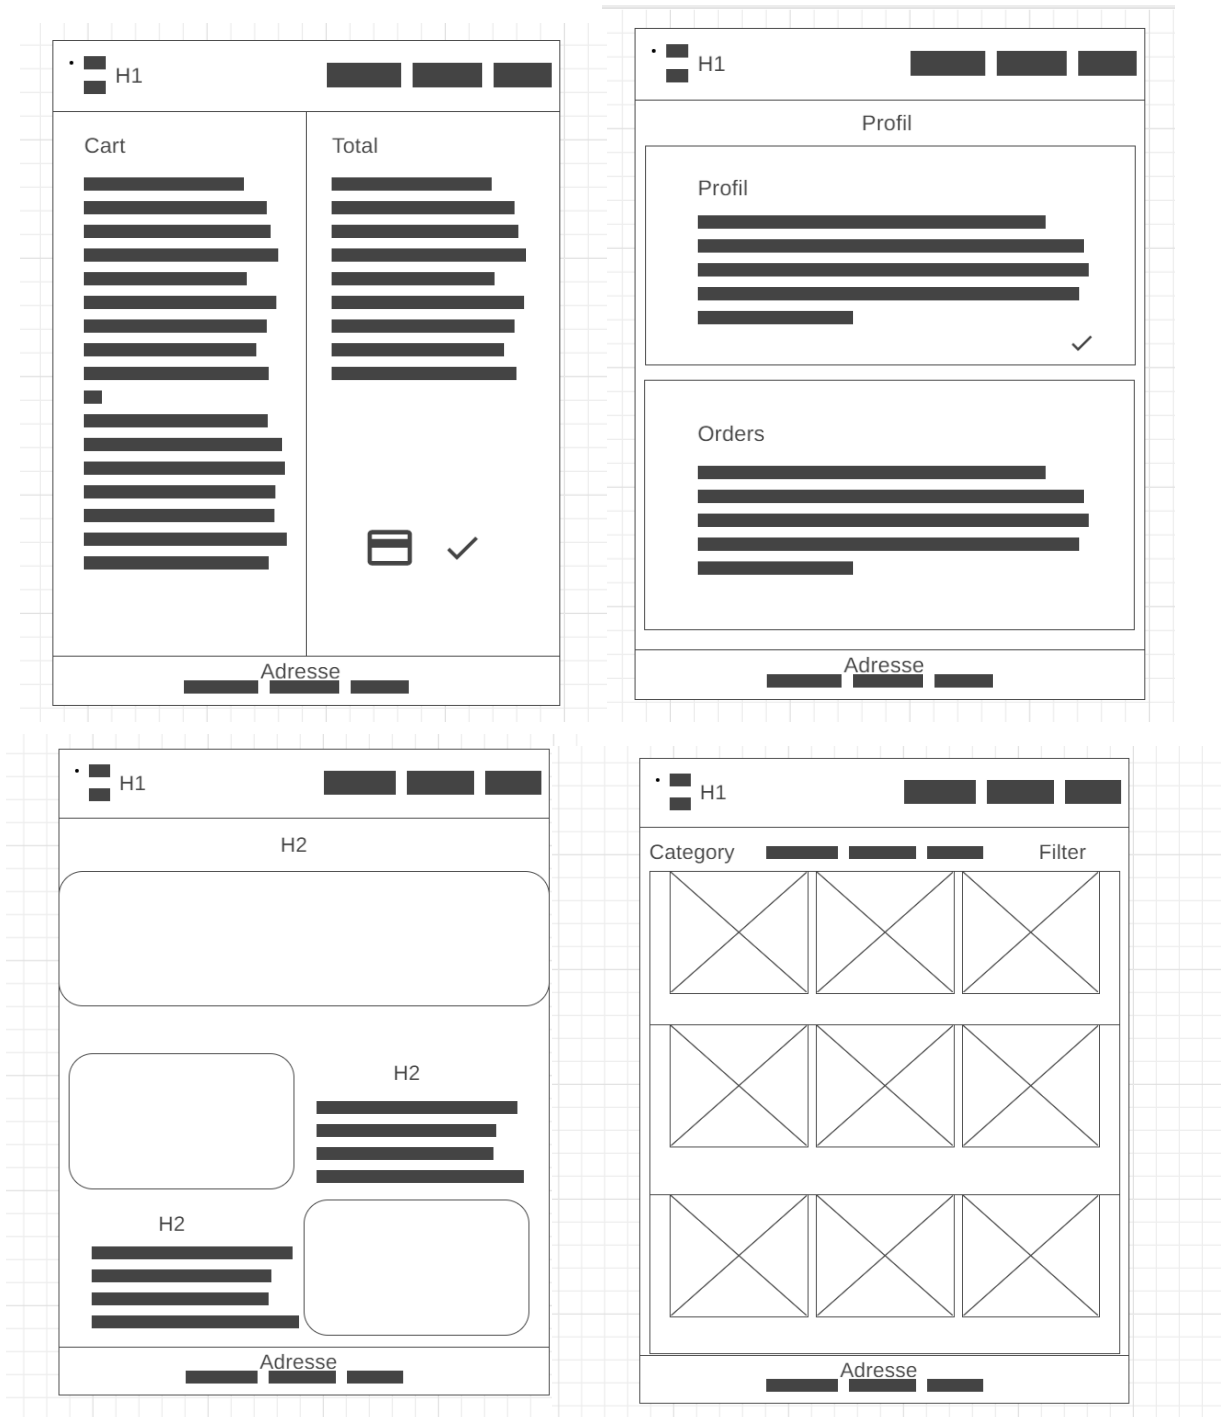 H1
Cart
Total
Adresse
H1
Profil
Profil
Orders
Adresse
H1
H2
H2
H2
Adresse
H1
Category
Filter
Adresse